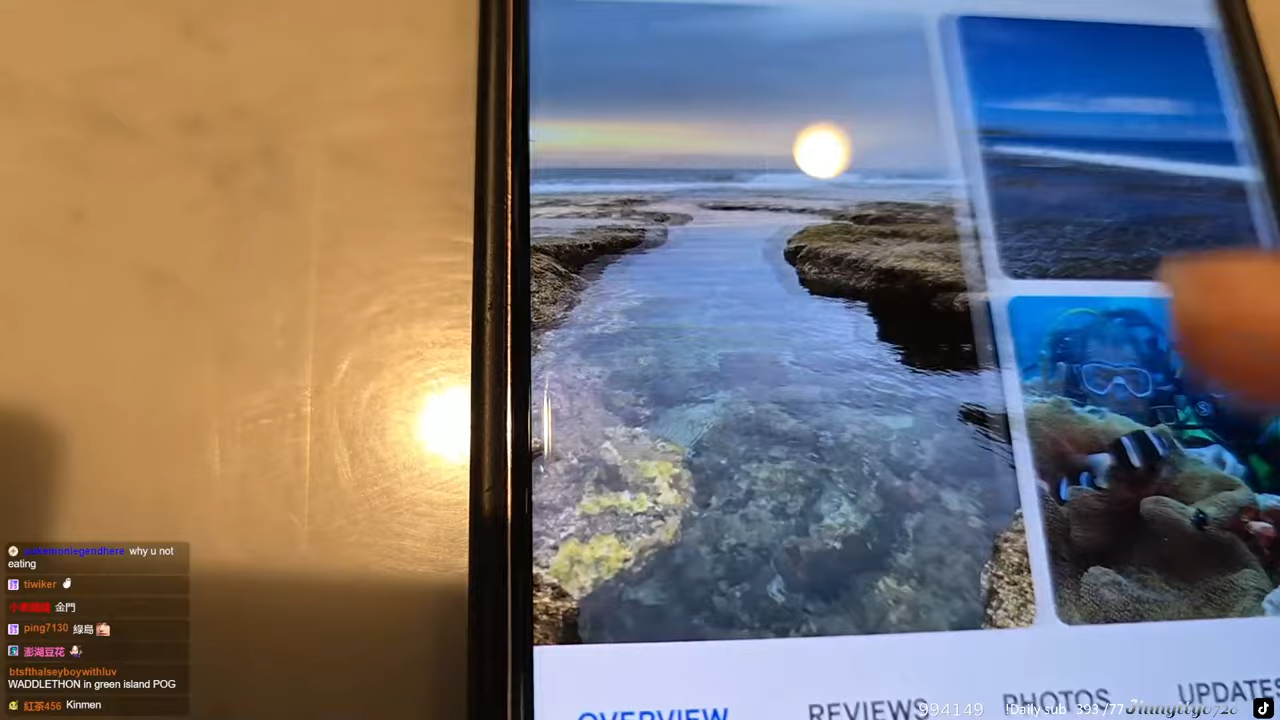 why u not
eating
tiwiker
金門
ping7130 綠島
澎湖豆花
btsfthalseyboywithluv
WADDLETHON in green island POG
紅茶456 Kinmen
OVERVIEW REVIEWS PHOTOS UPDATES
994149 !Daily sub 393 /77